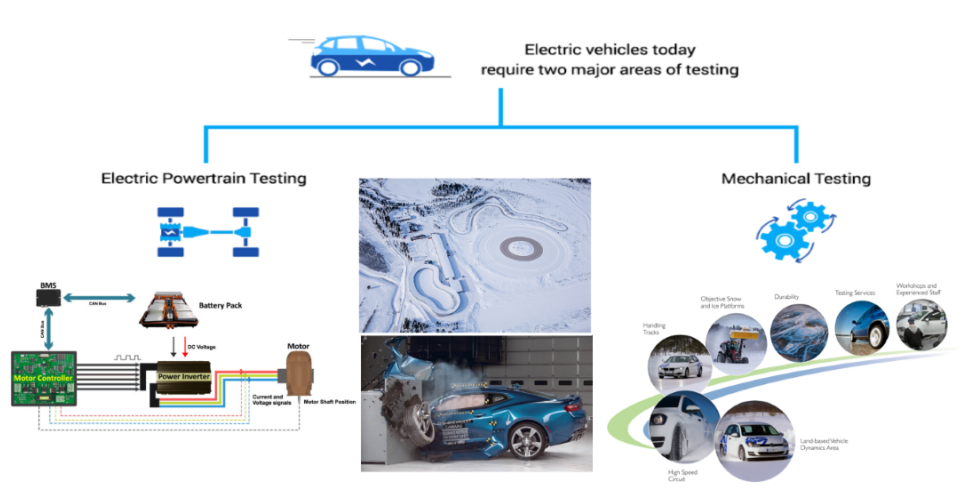 Electric vehicles today
require two major areas of testing
Electric Powertrain Testing
Mechanical Testing
BMS
CAN Bus
Battery Pack
CAN Bus
DC Voltage
Motor
Motor Controller
Power Inverter
Current and
Voltage signals
Motor Shaft Position
Handling
Tracks
Objective Snow
and Ice Platforms
Durability
Testing Services
Workshops and
Experienced Staff
High Speed
Circuit
Land-based Vehicle
Dynamics Area